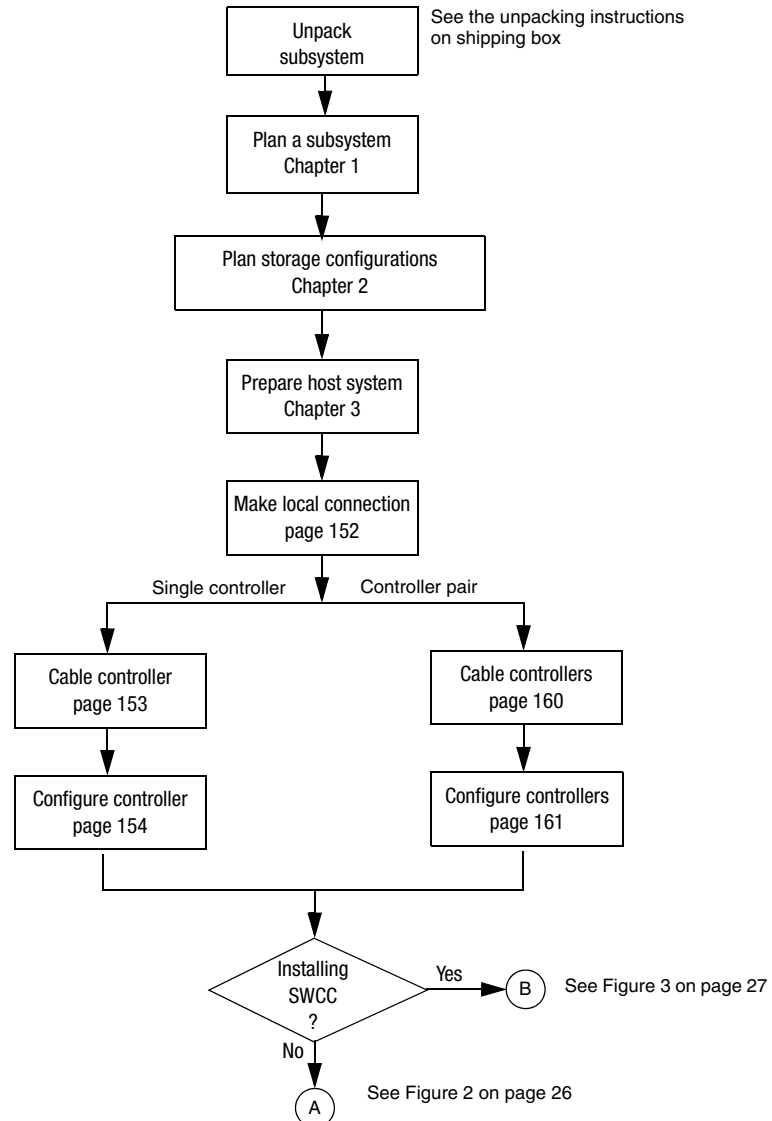 Unpack
subsystem
See the unpacking instructions
on shipping box
Plan a subsystem
Chapter 1
Plan storage configurations
Chapter 2
Prepare host system
Chapter 3
Make local connection
page 152
Single controller
Controller pair
Cable controller
page 153
Cable controllers
page 160
Configure controller
page 154
Configure controllers
page 161
Installing
SWCC
?
Yes
B
See Figure 3 on page 27
No
A
See Figure 2 on page 26